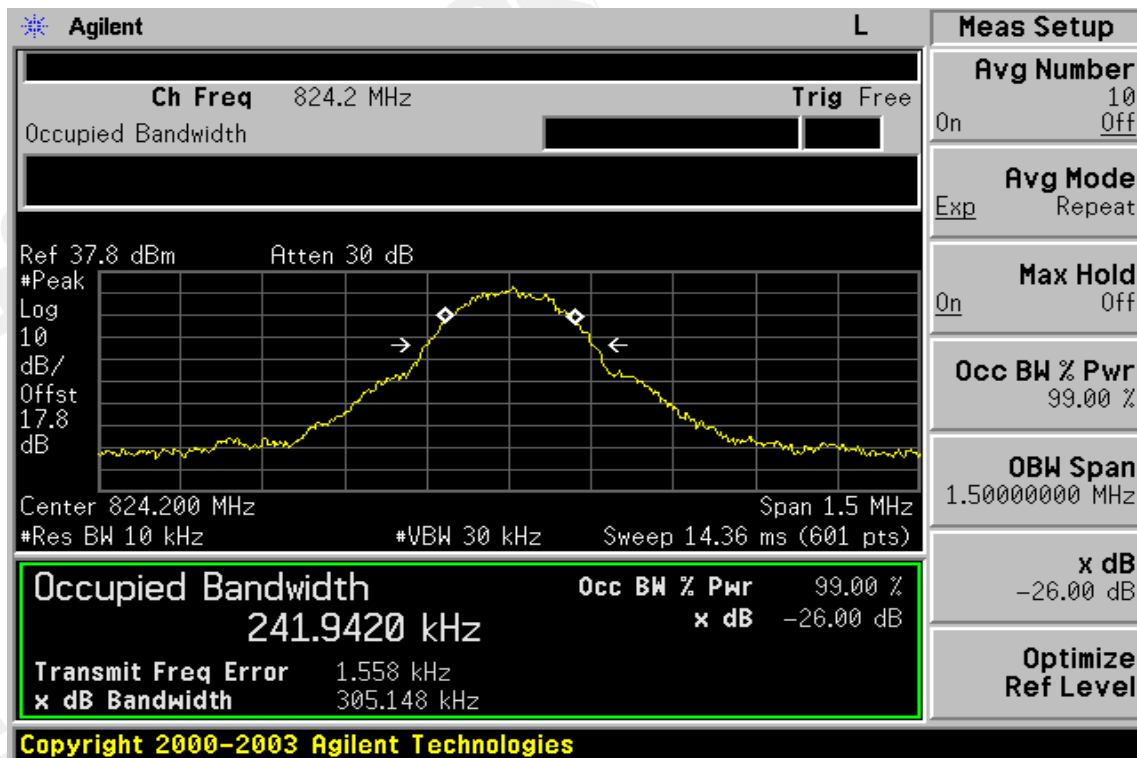 Agilent L Meas Setup
Ch Freq 824.2 MHz Trig Free
Occupied Bandwidth
Avg Number
10
On Off
Avg Mode
Exp Repeat
Max Hold
On Off
Occ BW % Pwr
99.00 %
OBW Span
1.50000000 MHz
x dB
-26.00 dB
Optimize
Ref Level
Ref 37.8 dBm Atten 30 dB
#Peak
Log
10
dB/
Offst
17.8
dB
Center 824.200 MHz Span 1.5 MHz
#Res BW 10 kHz #VBW 30 kHz Sweep 14.36 ms (601 pts)
Occupied Bandwidth Occ BW % Pwr 99.00 %
241.9420 kHz x dB -26.00 dB
Transmit Freq Error 1.558 kHz
x dB Bandwidth 305.148 kHz
Copyright 2000-2003 Agilent Technologies